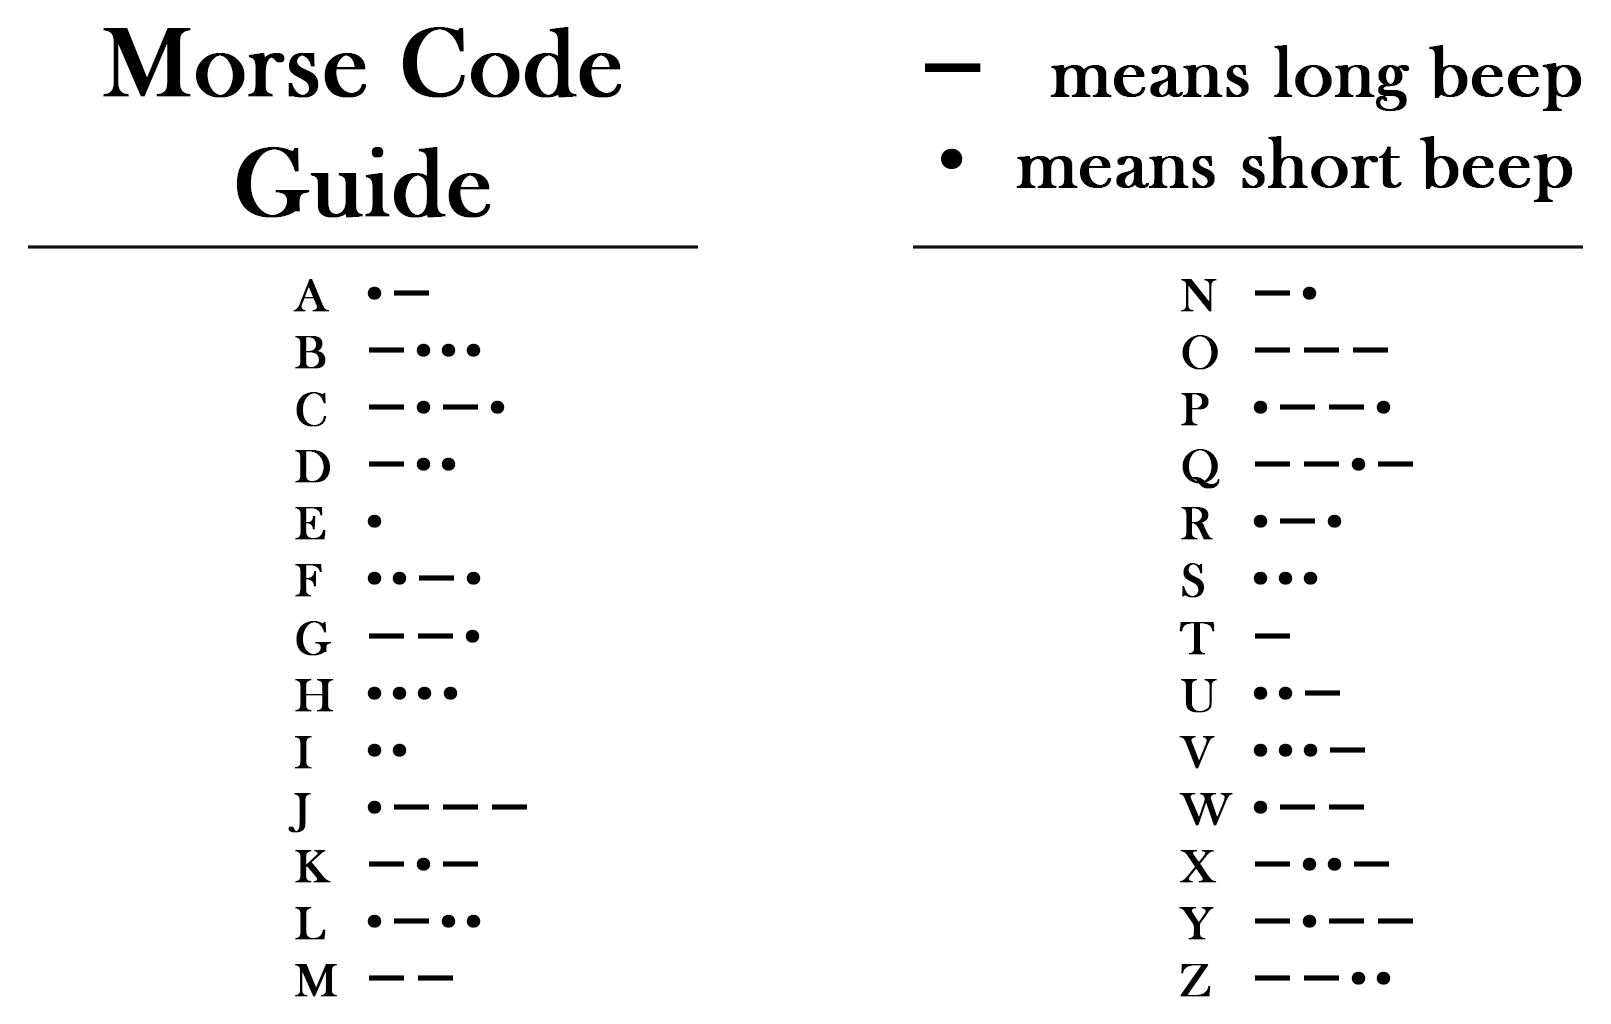 Morse Code
Guide
— means long beep
• means short beep
A •—
B —•••
C —•—•
D —••
E •
F ••—•
G ——•
H ••••
I ••
J •———
K —•—
L •—••
M ——
N —•
O ———
P •——•
Q ——•—
R •—•
S •••
T —
U ••—
V •••—
W •——
X —••—
Y —•——
Z ——••